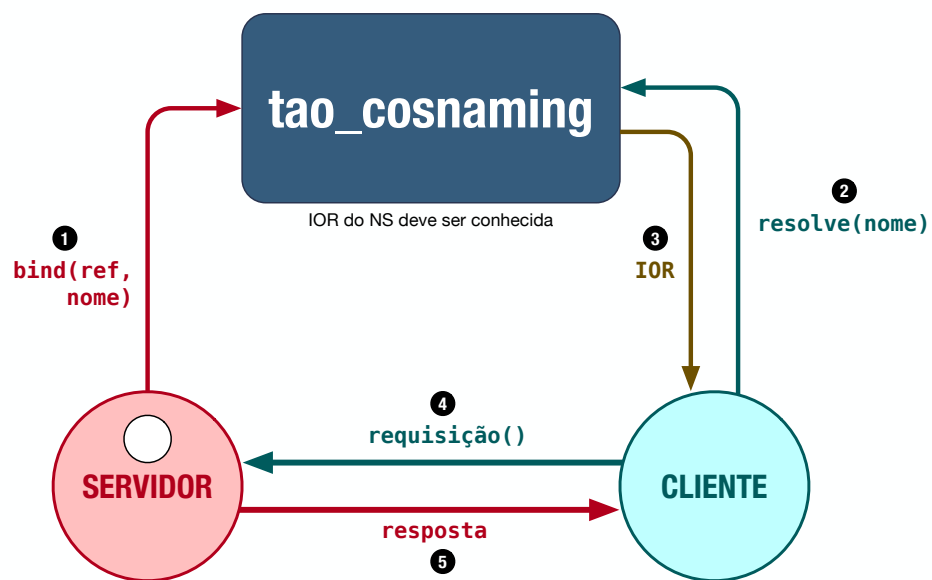 tao_cosnaming
IOR do NS deve ser conhecida
1
bind(ref,
nome)
2
resolve(nome)
3
IOR
4
requisição()
SERVIDOR
CLIENTE
resposta
5